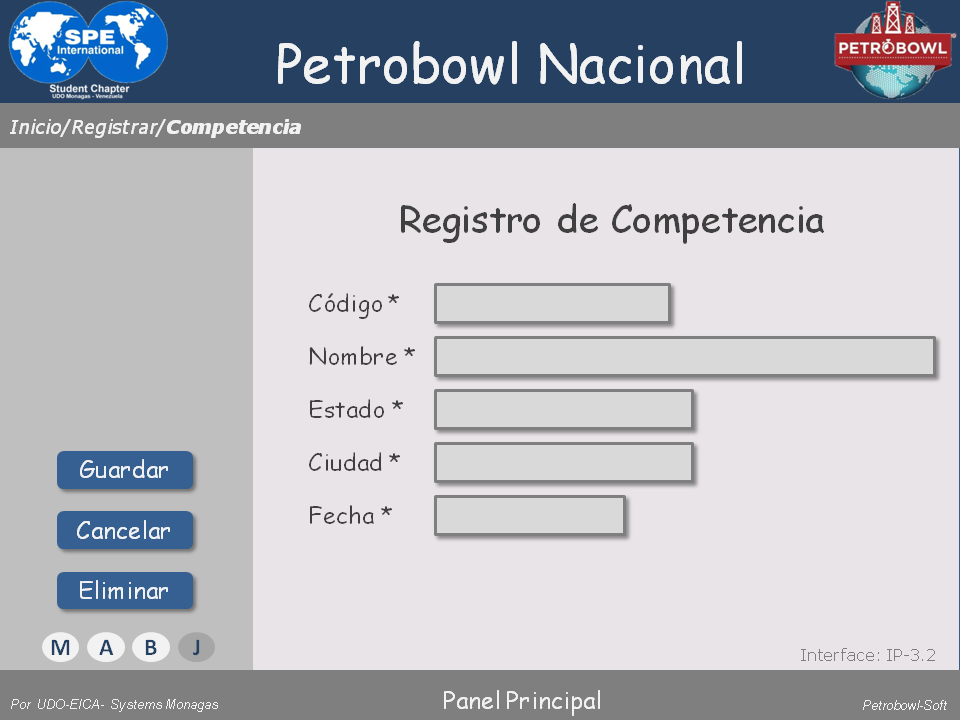 SPE
International
Student Chapter
UDO Monagas - Venezuela
Petrobowl Nacional
PETROBOWL
Inicio/Registrar/Competencia
Registro de Competencia
Código *
Nombre *
Estado *
Ciudad *
Fecha *
Guardar
Cancelar
Eliminar
M A B J
Interface: IP-3.2
Por UDO-EICA- Systems Monagas
Panel Principal
Petrobowl-Soft